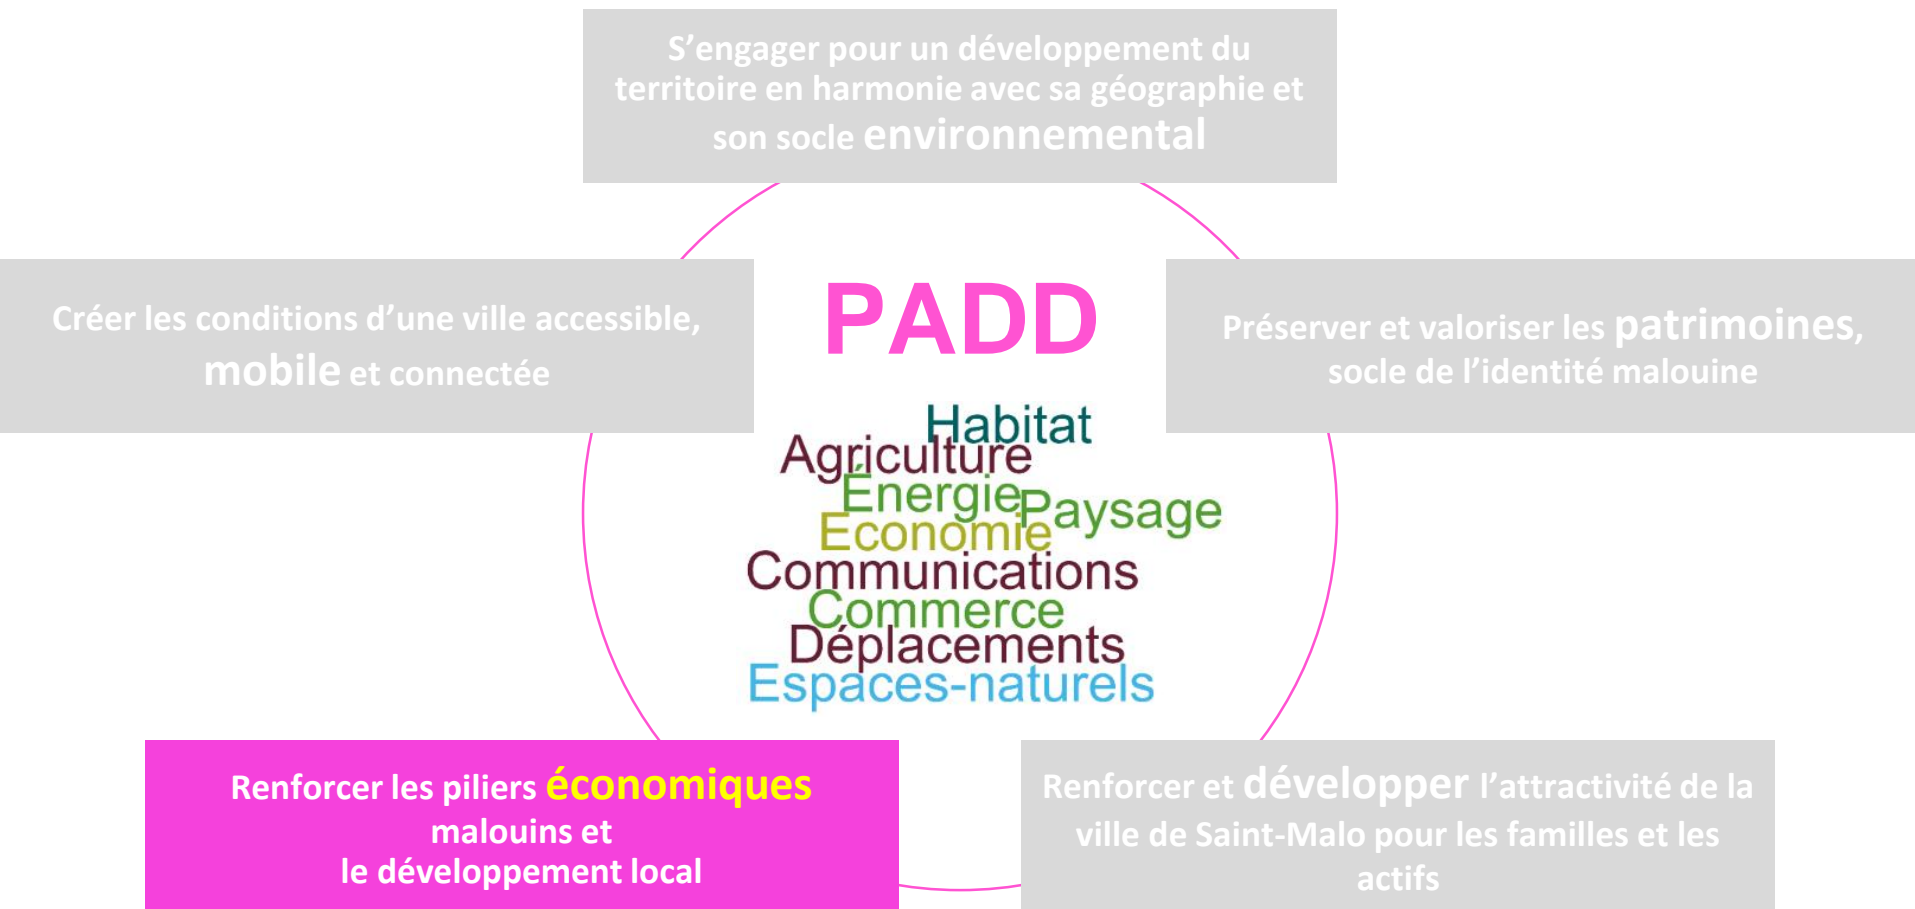 S’engager pour un développement du
territoire en harmonie avec sa géographie et
son socle environnemental
Créer les conditions d’une ville accessible,
mobile et connectée
PADD
Préserver et valoriser les patrimoines,
socle de l’identité malouine
Habitat
Agriculture
Énergie
Paysage
Economie
Communications
Commerce
Déplacements
Espaces-naturels
Renforcer les piliers économiques
malouins et
le développement local
Renforcer et développer l’attractivité de la
ville de Saint-Malo pour les familles et les
actifs